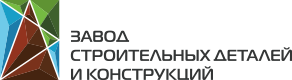 ЗАВОД
СТРОИТЕЛЬНЫХ ДЕТАЛЕЙ
И КОНСТРУКЦИЙ